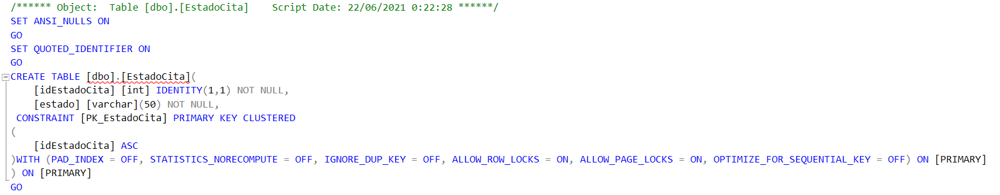 /****** Object:  Table [dbo].[EstadoCita]    Script Date: 22/06/2021 0:22:28 ******/
SET ANSI_NULLS ON
GO
SET QUOTED_IDENTIFIER ON
GO
CREATE TABLE [dbo].[EstadoCita](
    [idEstadoCita] [int] IDENTITY(1,1) NOT NULL,
    [estado] [varchar](50) NOT NULL,
 CONSTRAINT [PK_EstadoCita] PRIMARY KEY CLUSTERED
(
    [idEstadoCita] ASC
)WITH (PAD_INDEX = OFF, STATISTICS_NORECOMPUTE = OFF, IGNORE_DUP_KEY = OFF, ALLOW_ROW_LOCKS = ON, ALLOW_PAGE_LOCKS = ON, OPTIMIZE_FOR_SEQUENTIAL_KEY = OFF) ON [PRIMARY]
) ON [PRIMARY]
GO